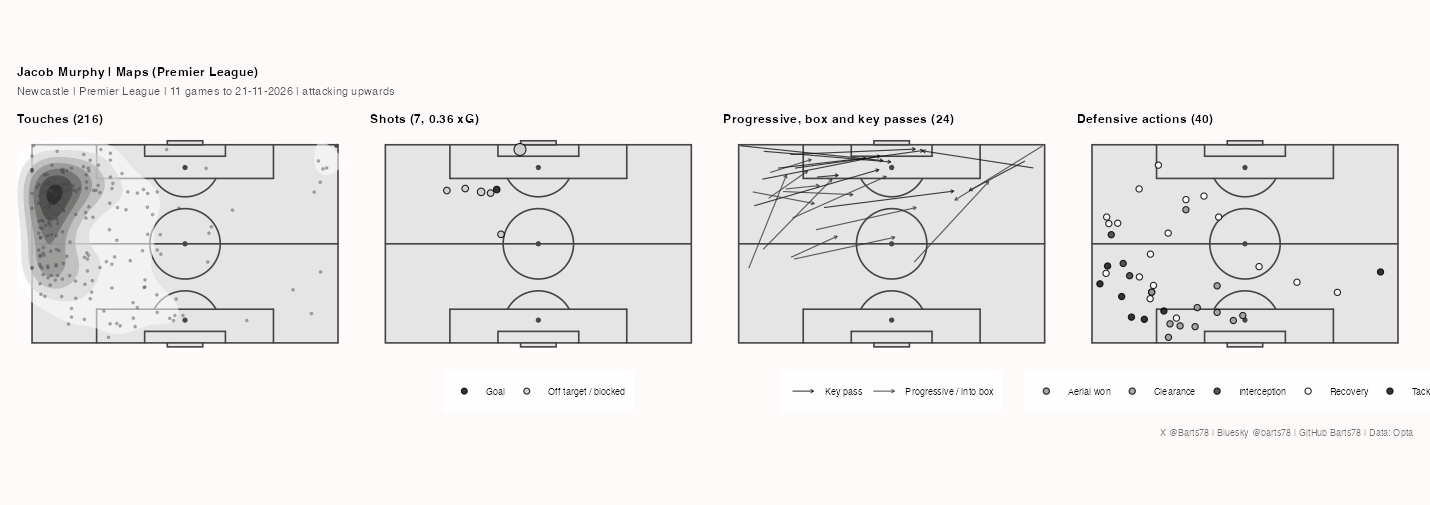 Jacob Murphy | Maps (Premier League)
Newcastle | Premier League | 11 games to 21-11-2026 | attacking upwards
Touches (216)
Shots (7, 0.36 xG)
Progressive, box and key passes (24)
Defensive actions (40)
Goal
Off target / blocked
Key pass
Progressive / into box
Aerial won
Clearance
Interception
Recovery
Tack
X @Barts78 | Bluesky @barts78 | GitHub Barts78 | Data: Opta